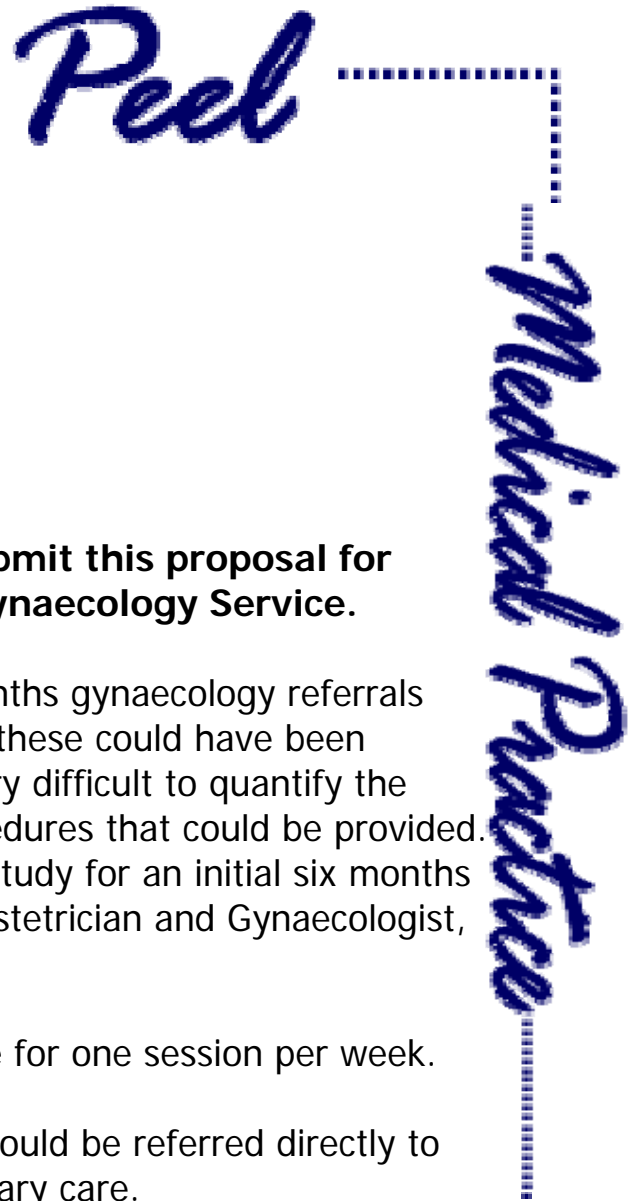 Peel
Medical Practice
bmit this proposal for
ynaecology Service.
nths gynaecology referrals
these could have been
ry difficult to quantify the
edures that could be provided.
study for an initial six months
stetrician and Gynaecologist,
e for one session per week.
ould be referred directly to
ary care.